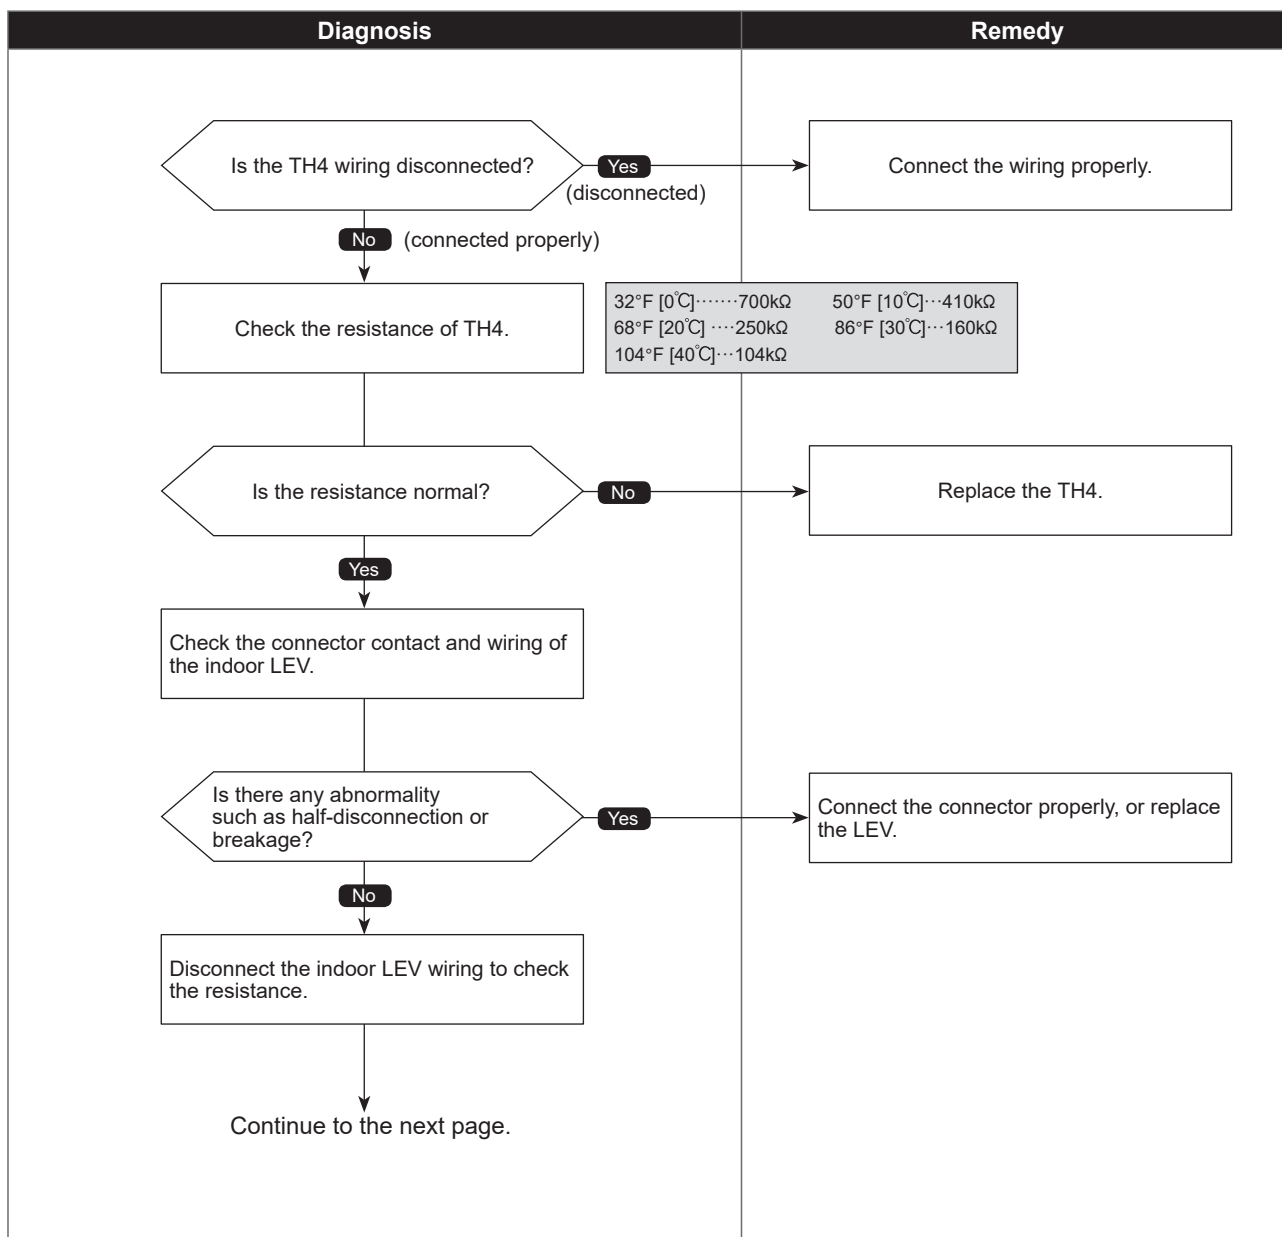 Diagnosis
Remedy
Is the TH4 wiring disconnected?
Yes
(disconnected)
Connect the wiring properly.
No (connected properly)
Check the resistance of TH4.
32°F [0℃]·······700kΩ 50°F [10℃]···410kΩ
68°F [20℃] ····250kΩ 86°F [30℃]···160kΩ
104°F [40℃]···104kΩ
Is the resistance normal?
No
Replace the TH4.
Yes
Check the connector contact and wiring of
the indoor LEV.
Is there any abnormality
such as half-disconnection or
breakage?
Yes
Connect the connector properly, or replace
the LEV.
No
Disconnect the indoor LEV wiring to check
the resistance.
Continue to the next page.